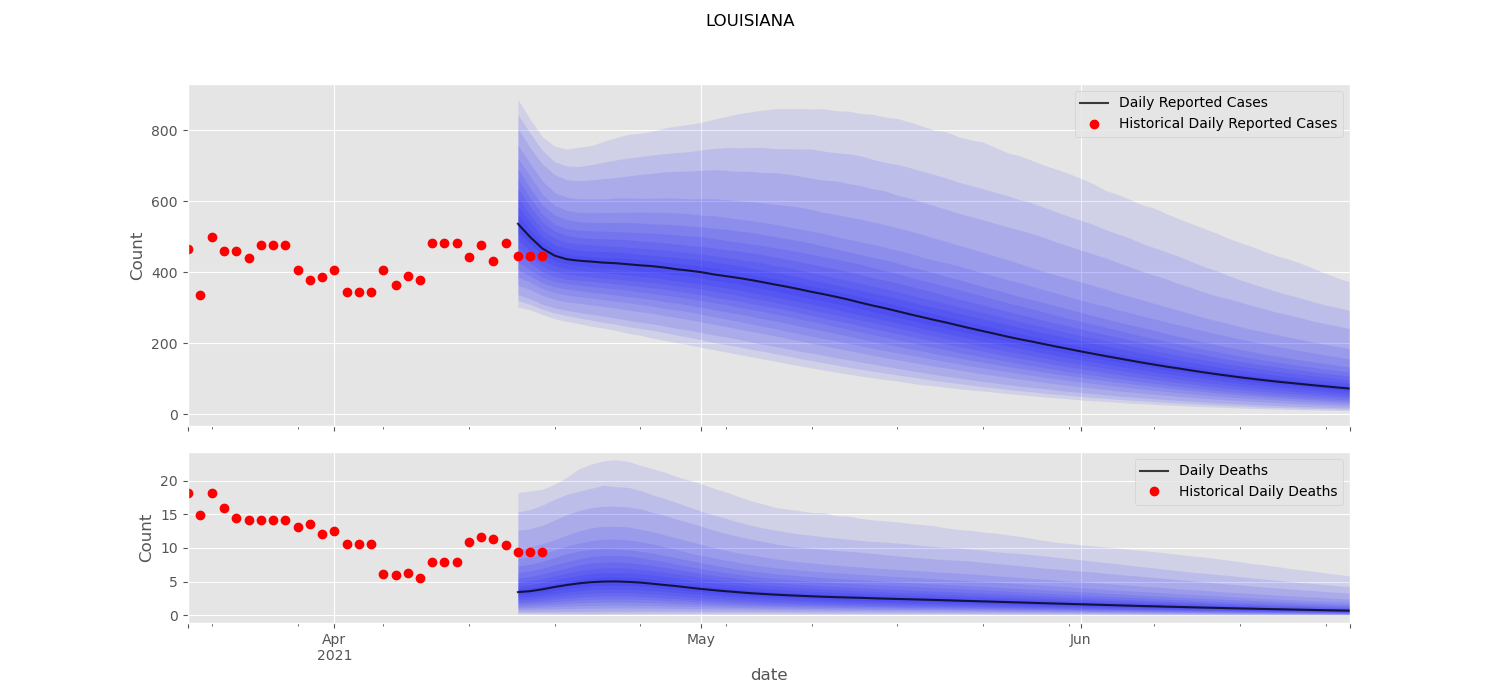 LOUISIANA
Daily Reported Cases
Historical Daily Reported Cases
800
600
400
200
0
Count
Daily Deaths
Historical Daily Deaths
20
15
10
5
0
Count
Apr
2021
May
Jun
date